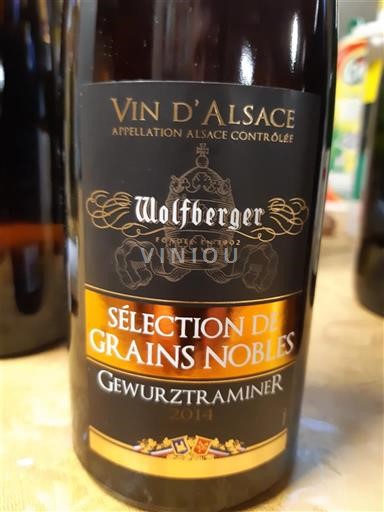 VIN D'ALSACE
APPELLATION ALSACE CONTRÔLÉE
Wolfberger
FONDÉE EN 1902
VINIOU
SÉLECTION DE
GRAINS NOBLES
GEWURZTRAMINER
2014